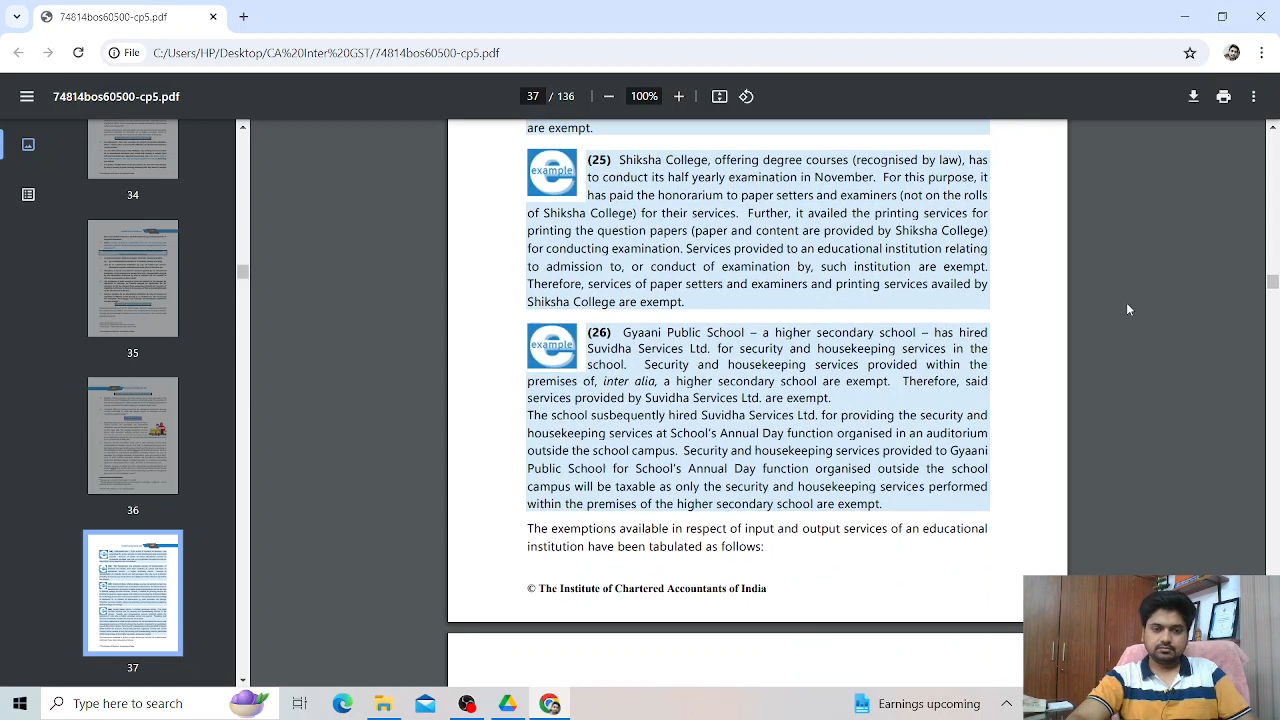 74814bos60500-cp5.pdf
File C:/Users/HP/Desktop/CA%20Inter%20GST/74814bos60500-cp5.pdf
74814bos60500-cp5.pdf
37 / 136
100%
34
35
36
37
are exempt.
example
(25) Shiksha College, offering degree courses recognised by law), has
to conduct its half yearly examination in November. For this purpose, it
has paid the honorarium to paper setters and examiners (not on the rolls
of Shiksha College) for their services. Further, it availed the printing services for
printing the question papers (paper and content are provided by Shiksha College)
for conducting examination. Services provided to an educational institution relating
to admission to, or conduct of examination by, such institution are exempt.
Therefore, services of paper setters and examiners and printing services availed by
Shiksha College are exempt.
example
(26) Gyaani Public School – a higher secondary school – has hired
Suvidha Services Ltd. for security and housekeeping services in the
school. Security and housekeeping services provided within the
premises of, inter alia, a higher secondary school are exempt. Therefore, said
services provided by Suvidha Services Ltd. are exempt.
The school susbequently hired Suvidha Services Ltd. for providing the security and
housekeeping services at School's Annual Day function organised in an auditorium
outside the school campus. Security and housekeeping services provided to Gyaani
Public School for School's Annual Day function organised outside the school
campus will be taxable as only the security and housekeeping services performed
within the premises of the higher secondary school are exempt.
The exemptions available in respect of input and output services of an educational
institution have been tabulated as follows:
© The Institute of Chartered Accountants of India
Type here to search
Earnings upcoming